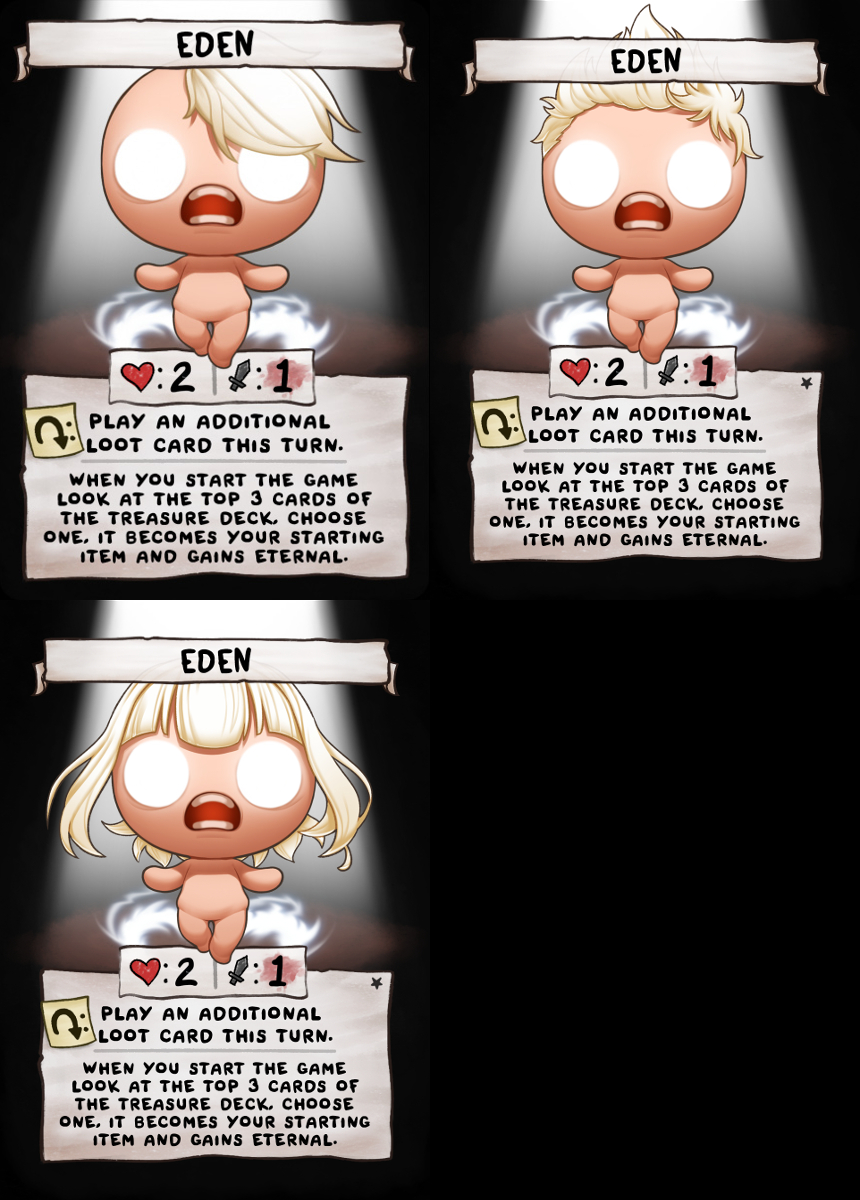 EDEN
: 2 : 1
PLAY AN ADDITIONAL
LOOT CARD THIS TURN.
WHEN YOU START THE GAME
LOOK AT THE TOP 3 CARDS OF
THE TREASURE DECK, CHOOSE
ONE, IT BECOMES YOUR STARTING
ITEM AND GAINS ETERNAL.
EDEN
: 2 : 1
PLAY AN ADDITIONAL
LOOT CARD THIS TURN.
WHEN YOU START THE GAME
LOOK AT THE TOP 3 CARDS OF
THE TREASURE DECK, CHOOSE
ONE, IT BECOMES YOUR STARTING
ITEM AND GAINS ETERNAL.
EDEN
: 2 : 1
PLAY AN ADDITIONAL
LOOT CARD THIS TURN.
WHEN YOU START THE GAME
LOOK AT THE TOP 3 CARDS OF
THE TREASURE DECK, CHOOSE
ONE, IT BECOMES YOUR STARTING
ITEM AND GAINS ETERNAL.